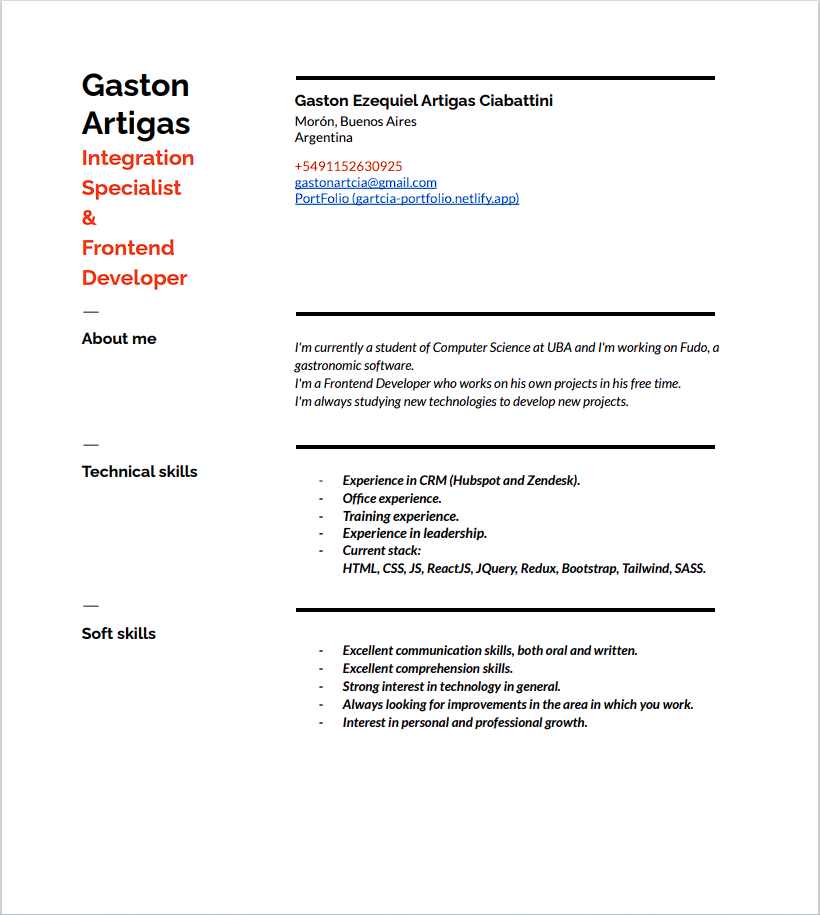 Gaston
Artigas
Integration
Specialist
&
Frontend
Developer
Gaston Ezequiel Artigas Ciabattini
Morón, Buenos Aires
Argentina
+5491152630925
gastonartcia@gmail.com
PortFolio (gartcia-portfolio.netlify.app)
—
About me
I'm currently a student of Computer Science at UBA and I'm working on Fudo, a
gastronomic software.
I'm a Frontend Developer who works on his own projects in his free time.
I'm always studying new technologies to develop new projects.
—
Technical skills
- Experience in CRM (Hubspot and Zendesk).
- Office experience.
- Training experience.
- Experience in leadership.
- Current stack:
HTML, CSS, JS, ReactJS, JQuery, Redux, Bootstrap, Tailwind, SASS.
—
Soft skills
- Excellent communication skills, both oral and written.
- Excellent comprehension skills.
- Strong interest in technology in general.
- Always looking for improvements in the area in which you work.
- Interest in personal and professional growth.